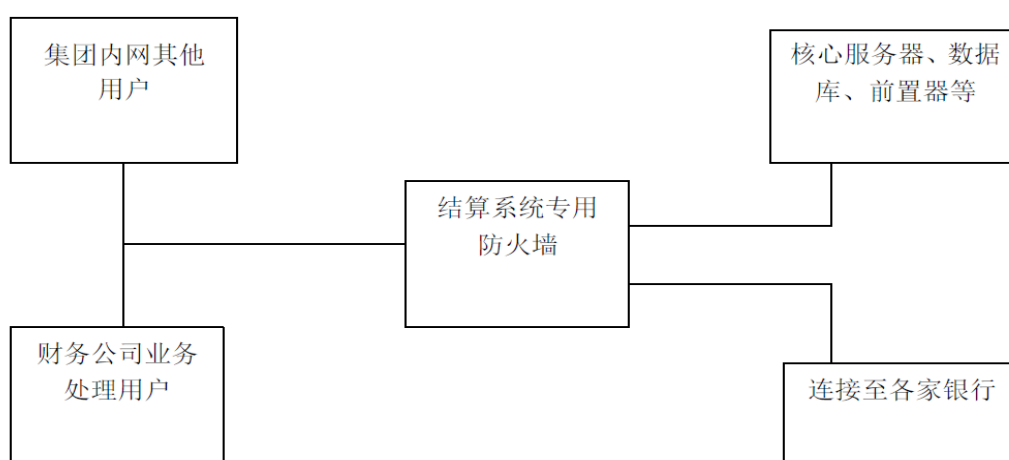 集团内网其他
用户
核心服务器、数据
库、前置器等
结算系统专用
防火墙
财务公司业务
处理用户
连接至各家银行